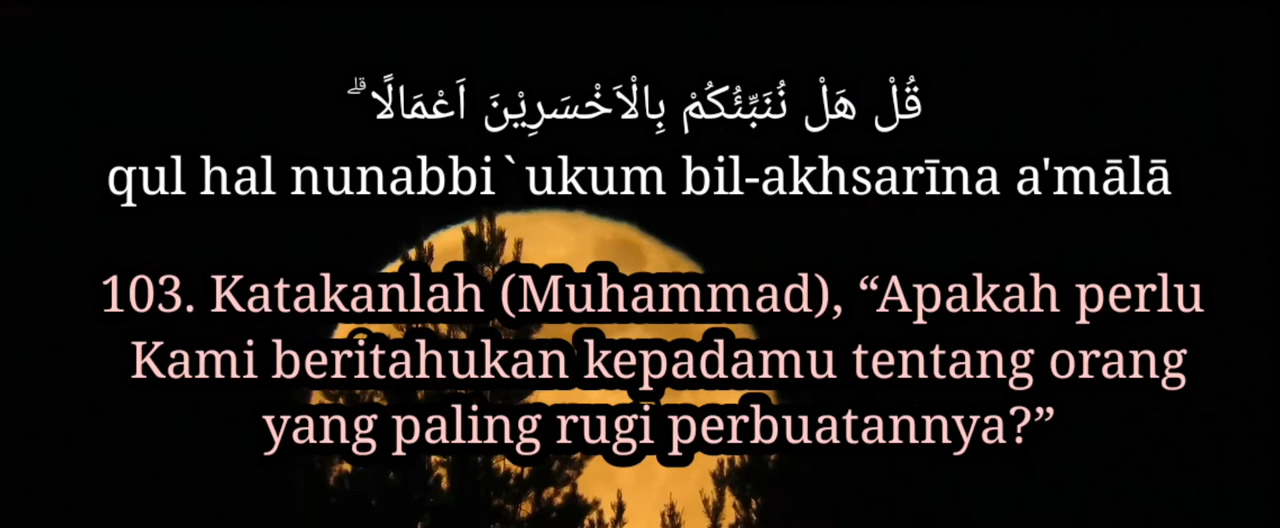 قُلْ هَلْ نُنَبِّئُكُمْ بِالْاَخْسَرِيْنَ اَعْمَالًا ۗ
qul hal nunabbi`ukum bil-akhsarīna a'mālā
103. Katakanlah (Muhammad), “Apakah perlu
Kami beritahukan kepadamu tentang orang
yang paling rugi perbuatannya?”